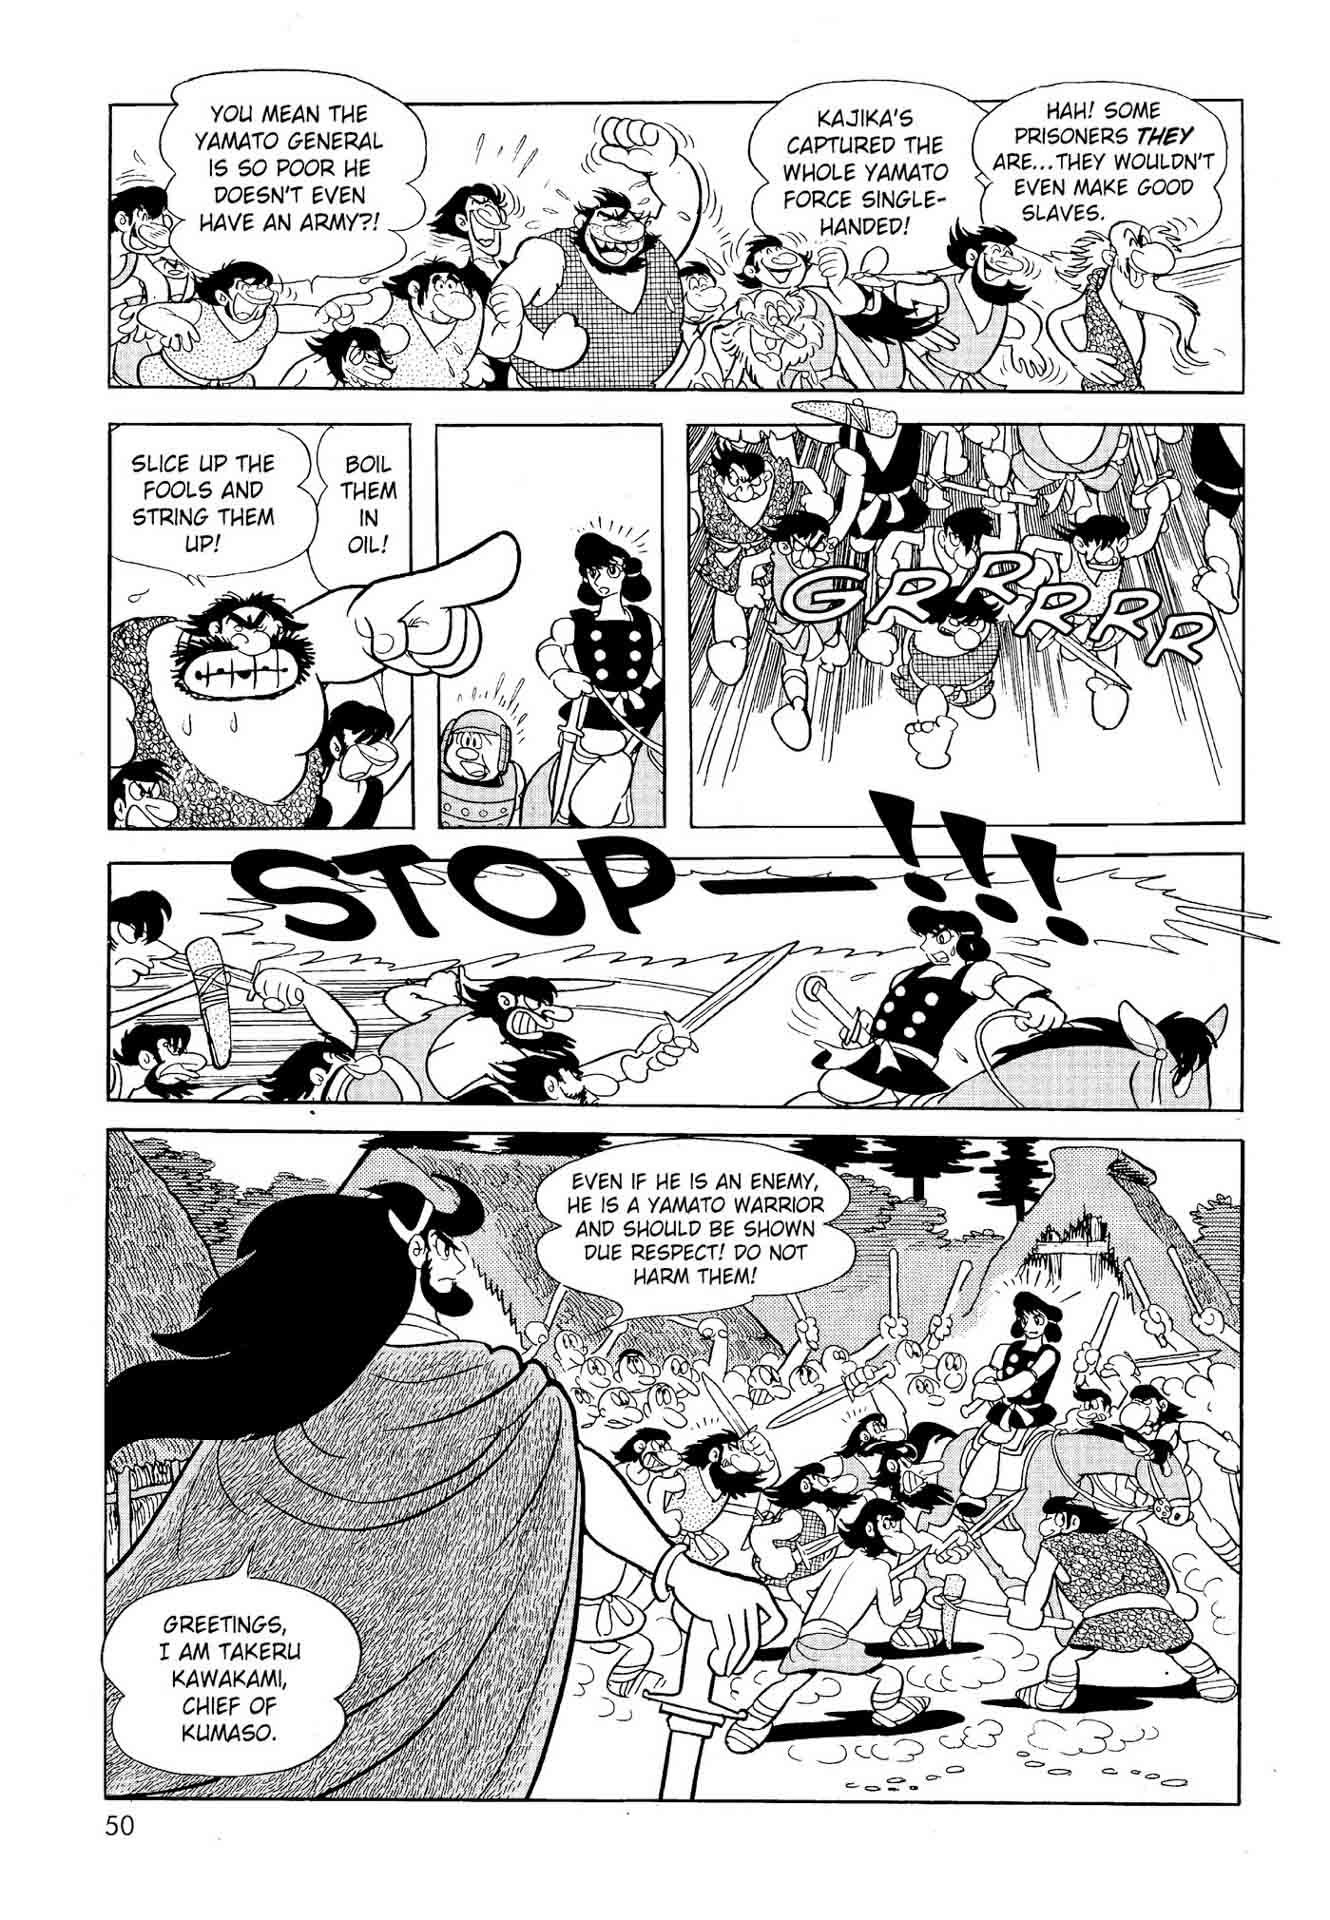 YOU MEAN THE
YAMATO GENERAL
IS SO POOR HE
DOESN'T EVEN
HAVE AN ARMY?!
KAJIKA'S
CAPTURED THE
WHOLE YAMATO
FORCE SINGLE-
HANDED!
HAH! SOME
PRISONERS THEY
ARE...THEY WOULDN'T
EVEN MAKE GOOD
SLAVES.
SLICE UP THE
FOOLS AND
STRING THEM
UP!
BOIL
THEM
IN
OIL!
GRRRRRR
STOP—!!!
EVEN IF HE IS AN ENEMY,
HE IS A YAMATO WARRIOR
AND SHOULD BE SHOWN
DUE RESPECT! DO NOT
HARM THEM!
GREETINGS,
I AM TAKERU
KAWAKAMI,
CHIEF OF
KUMASO.
50